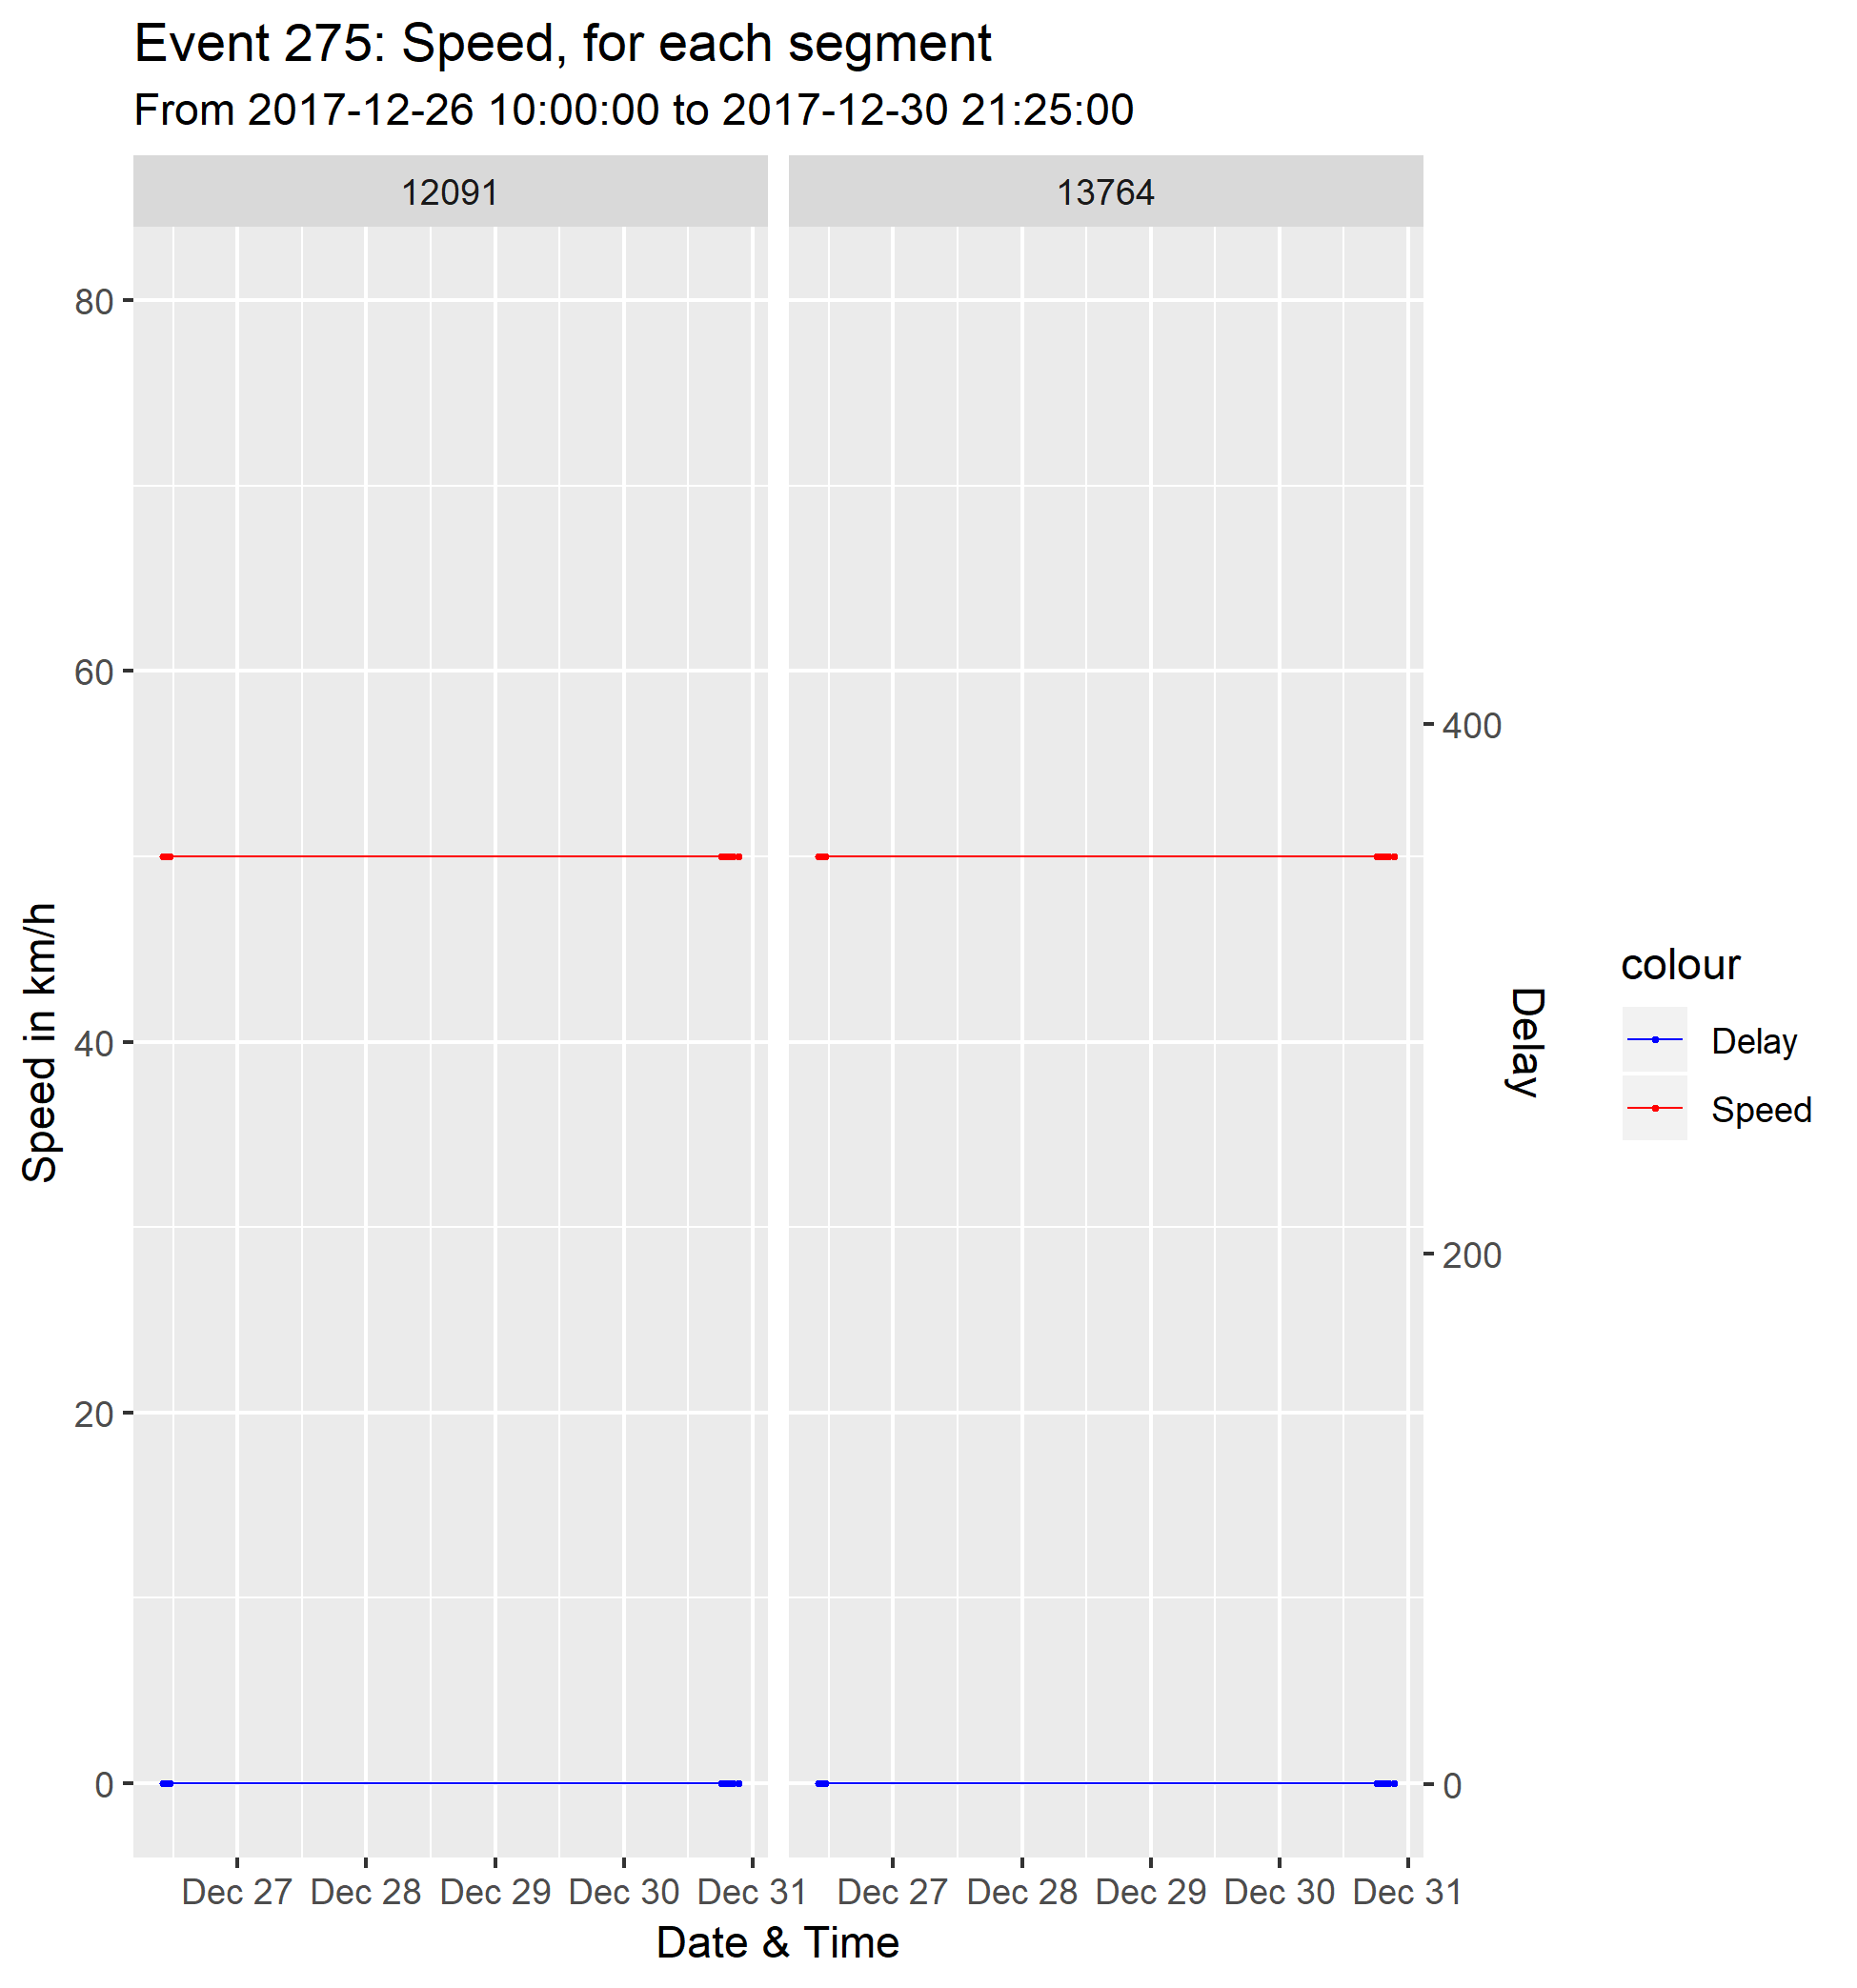 Event 275: Speed, for each segment
From 2017-12-26 10:00:00 to 2017-12-30 21:25:00
12091 13764
80
60
40
20
0
Speed in km/h
400
200
0
Delay
colour
Delay
Speed
Dec 27 Dec 28 Dec 29 Dec 30 Dec 31 Dec 27 Dec 28 Dec 29 Dec 30 Dec 31
Date & Time